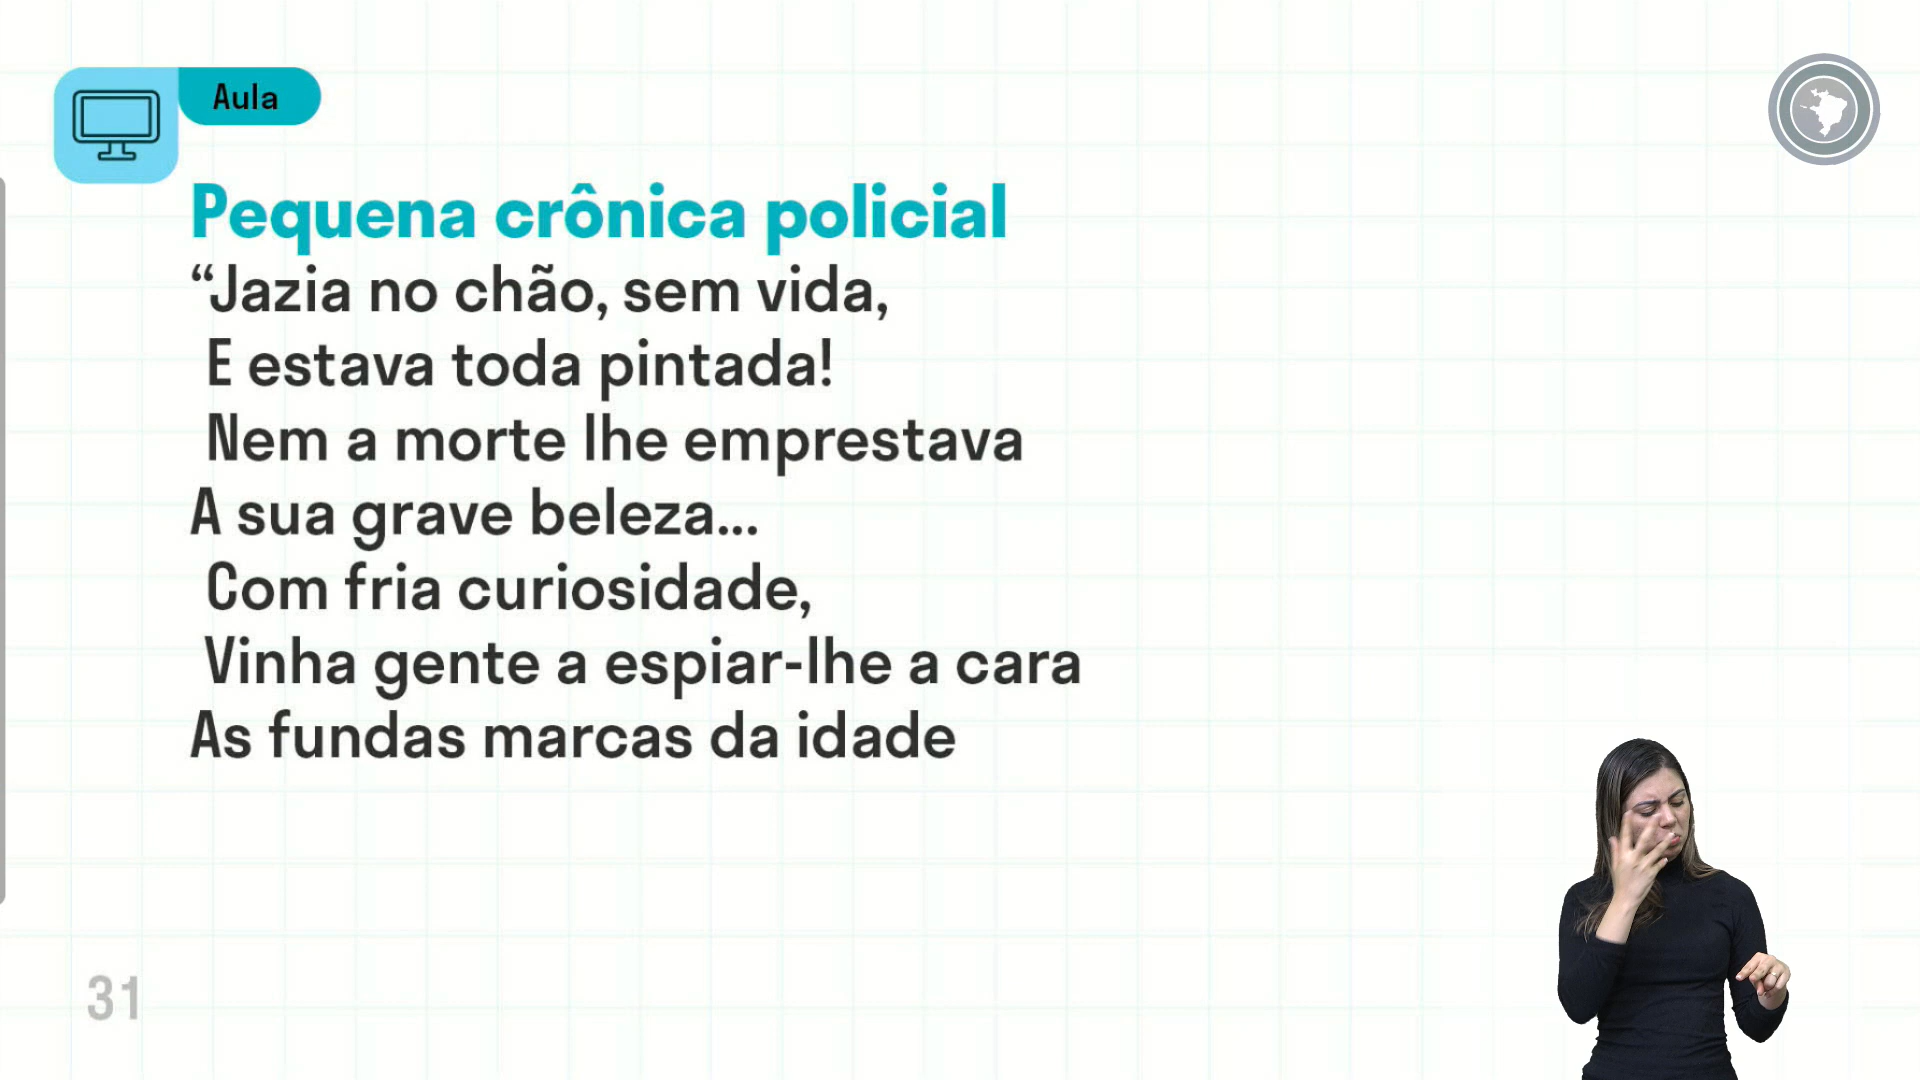 Aula
Pequena crônica policial
“Jazia no chão, sem vida,
E estava toda pintada!
Nem a morte lhe emprestava
A sua grave beleza...
Com fria curiosidade,
Vinha gente a espiar-lhe a cara
As fundas marcas da idade
31